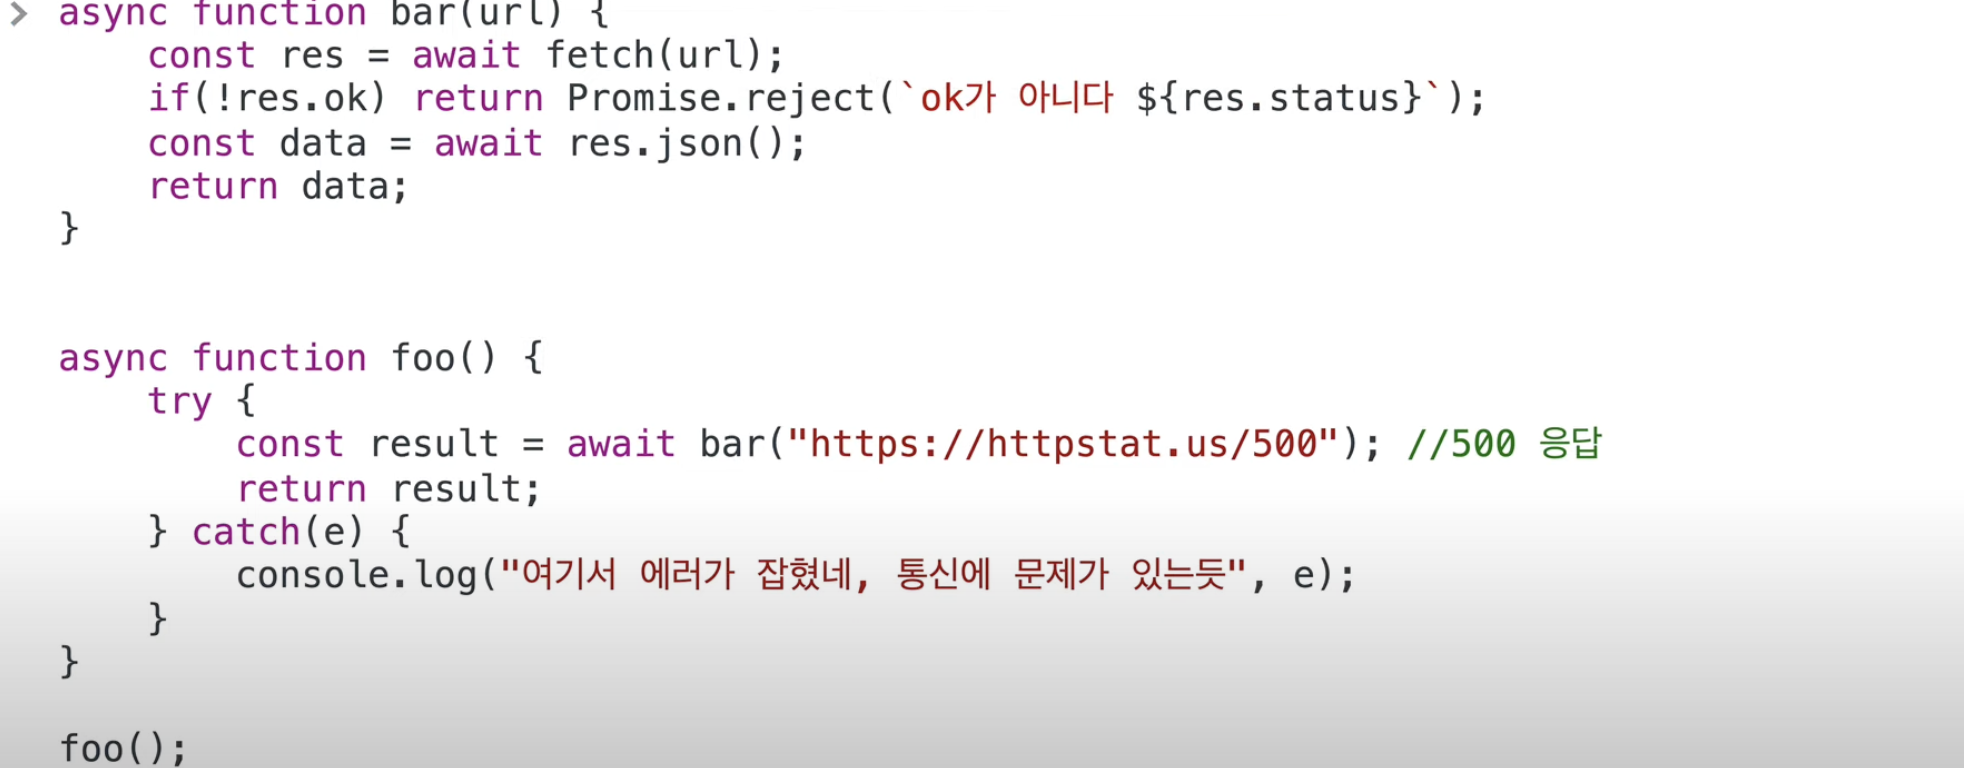 async function bar(url) {
const res = await fetch(url);
if(!res.ok) return Promise.reject(`ok가 아니다 ${res.status}`);
const data = await res.json();
return data;
}
async function foo() {
try {
const result = await bar("https://httpstat.us/500"); //500 응답
return result;
} catch(e) {
console.log("여기서 에러가 잡혔네, 통신에 문제가 있는듯", e);
}
}
foo();